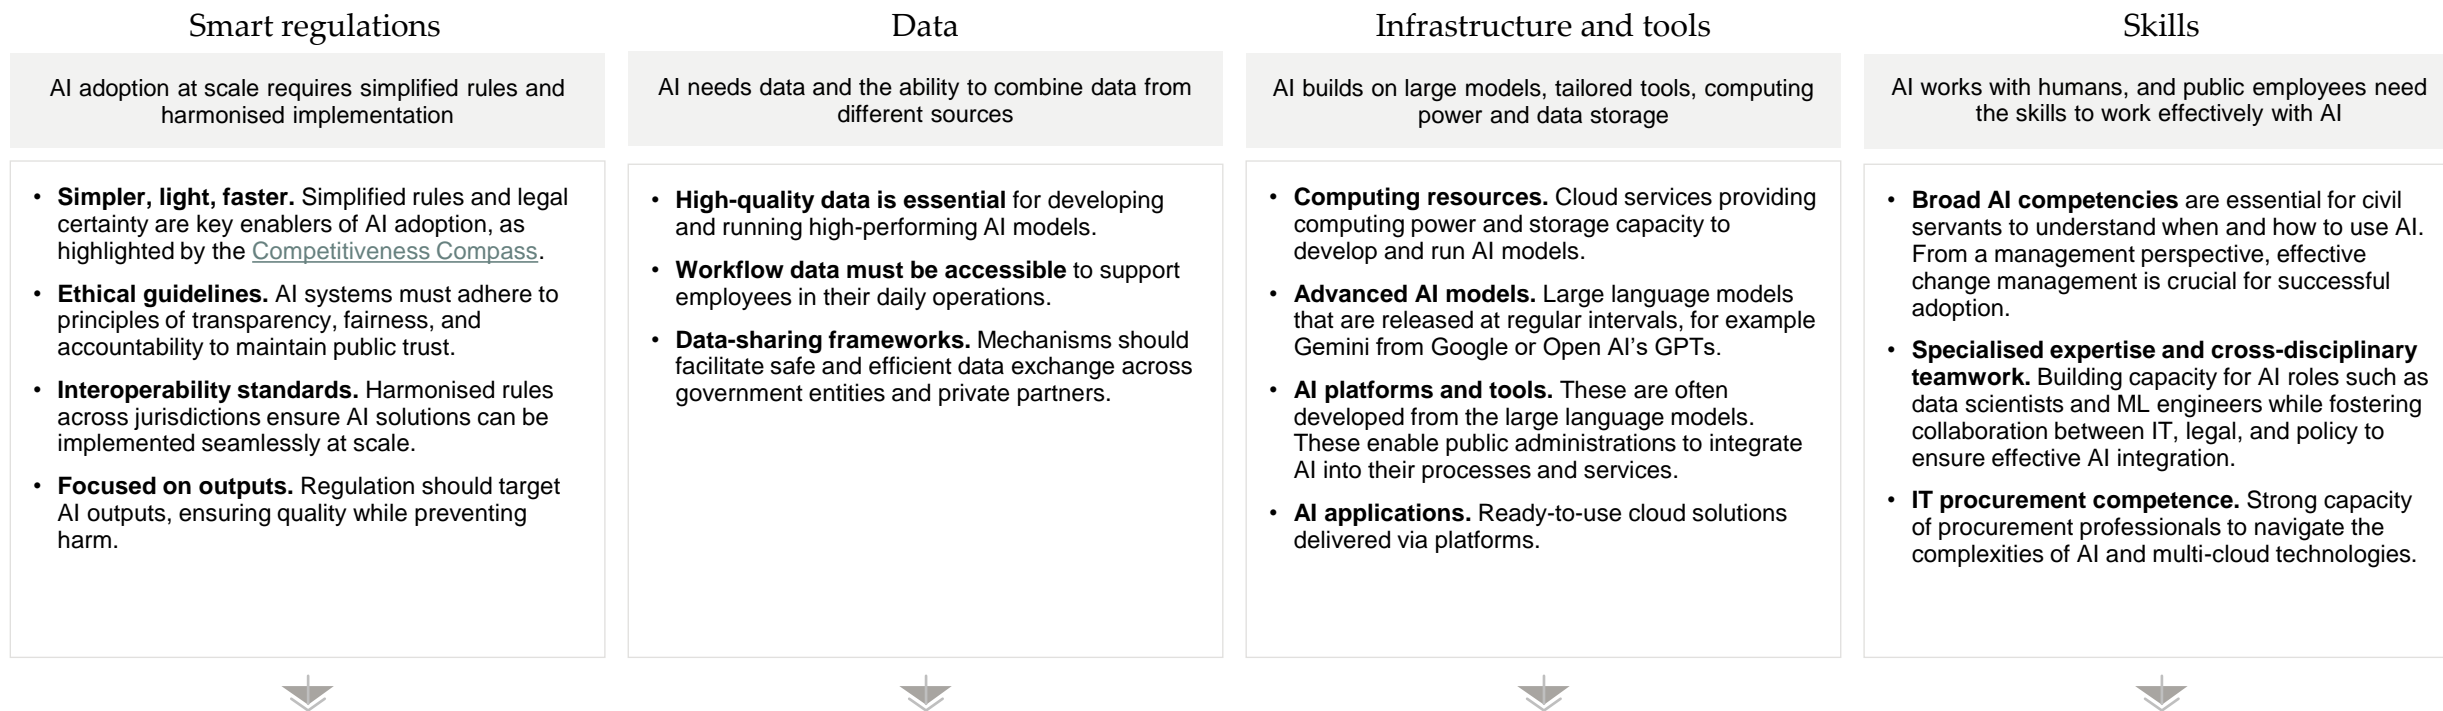 Smart regulations
AI adoption at scale requires simplified rules and
harmonised implementation
• Simpler, light, faster. Simplified rules and legal
certainty are key enablers of AI adoption, as
highlighted by the Competitiveness Compass.
• Ethical guidelines. AI systems must adhere to
principles of transparency, fairness, and
accountability to maintain public trust.
• Interoperability standards. Harmonised rules
across jurisdictions ensure AI solutions can be
implemented seamlessly at scale.
• Focused on outputs. Regulation should target
AI outputs, ensuring quality while preventing
harm.
Data
AI needs data and the ability to combine data from
different sources
• High-quality data is essential for developing
and running high-performing AI models.
• Workflow data must be accessible to support
employees in their daily operations.
• Data-sharing frameworks. Mechanisms should
facilitate safe and efficient data exchange across
government entities and private partners.
Infrastructure and tools
AI builds on large models, tailored tools, computing
power and data storage
• Computing resources. Cloud services providing
computing power and storage capacity to
develop and run AI models.
• Advanced AI models. Large language models
that are released at regular intervals, for example
Gemini from Google or Open AI’s GPTs.
• AI platforms and tools. These are often
developed from the large language models.
These enable public administrations to integrate
AI into their processes and services.
• AI applications. Ready-to-use cloud solutions
delivered via platforms.
Skills
AI works with humans, and public employees need
the skills to work effectively with AI
• Broad AI competencies are essential for civil
servants to understand when and how to use AI.
From a management perspective, effective
change management is crucial for successful
adoption.
• Specialised expertise and cross-disciplinary
teamwork. Building capacity for AI roles such as
data scientists and ML engineers while fostering
collaboration between IT, legal, and policy to
ensure effective AI integration.
• IT procurement competence. Strong capacity
of procurement professionals to navigate the
complexities of AI and multi-cloud technologies.